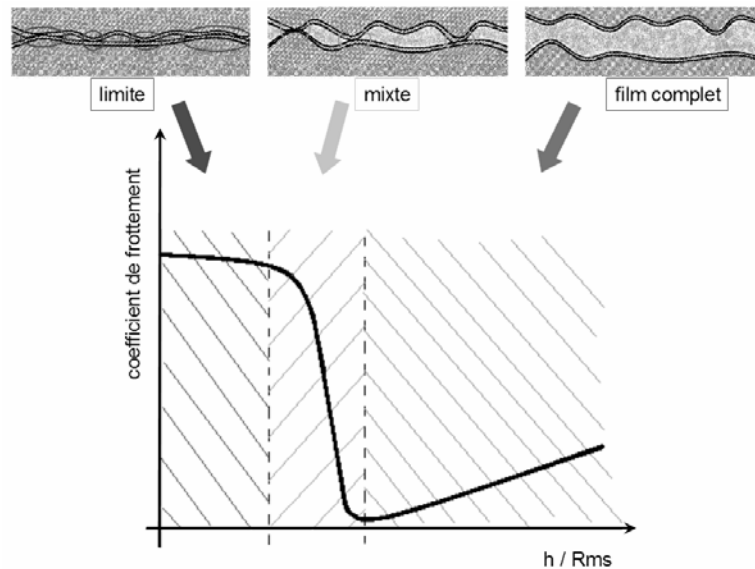 limite
mixte
film complet
coefficient de frottement
h / Rms